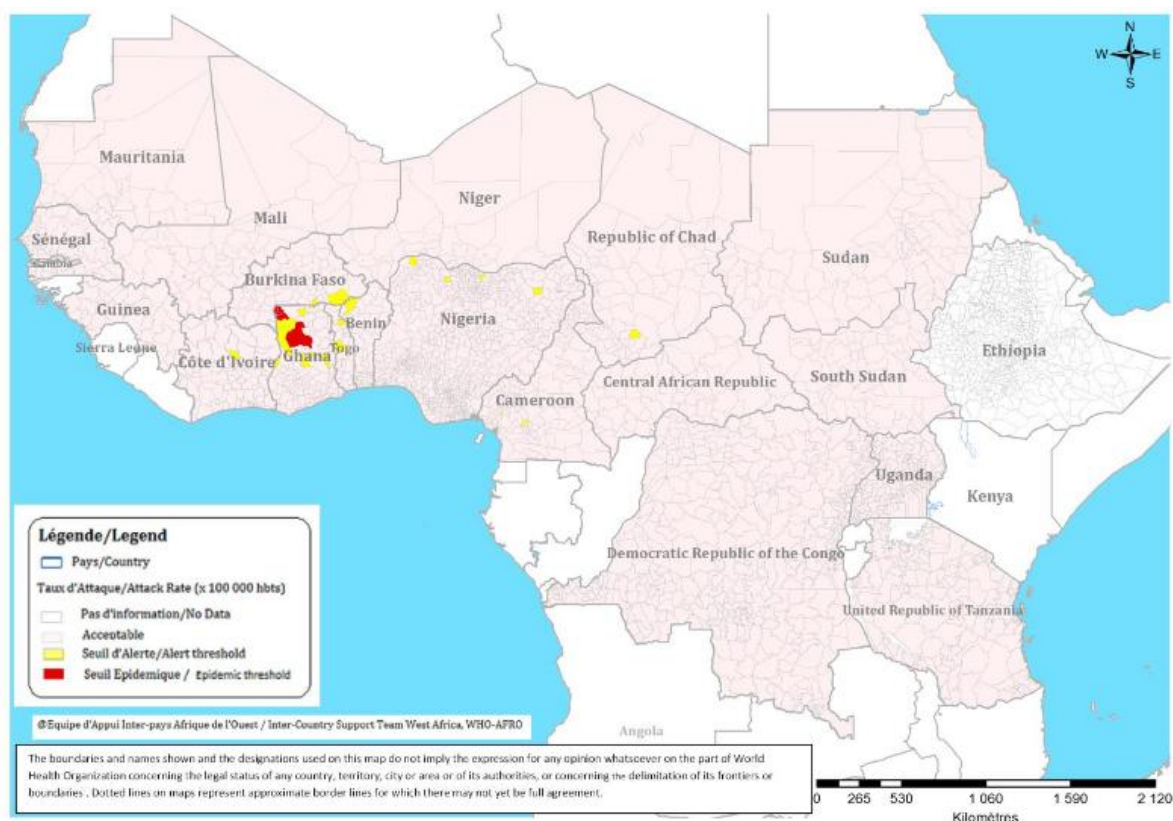 N
W E
S
Mauritania
Mali
Niger
Republic of Chad
Sudan
Sénégal
Gambia
Burkina Faso
Guinea
Benin
Nigeria
Ethiopia
Sierra Leone
Côte d'Ivoire
Ghana
Togo
South Sudan
Central African Republic
Cameroon
Uganda
Kenya
Democratic Republic of the Congo
United Republic of Tanzania
Angola
Légende/Legend
Pays/Country
Taux d'Attaque/Attack Rate (x 100 000 hbts)
Pas d'information/No Data
Acceptable
Seuil d'Alerte/Alert threshold
Seuil Epidemique / Epidemic threshold
@Equipe d'Appui Inter-pays Afrique de l'Ouest / Inter-Country Support Team West Africa, WHO-AFRO
The boundaries and names shown and the designations used on this map do not imply the expression for any opinion whatsoever on the part of World
Health Organization concerning the legal status of any country, territory, city or area or of its authorities, or concerning the delimitation of its frontiers or
boundaries . Dotted lines on maps represent approximate border lines for which there may not yet be full agreement.
0 265 530 1 060 1 590 2 120
Kilomètres